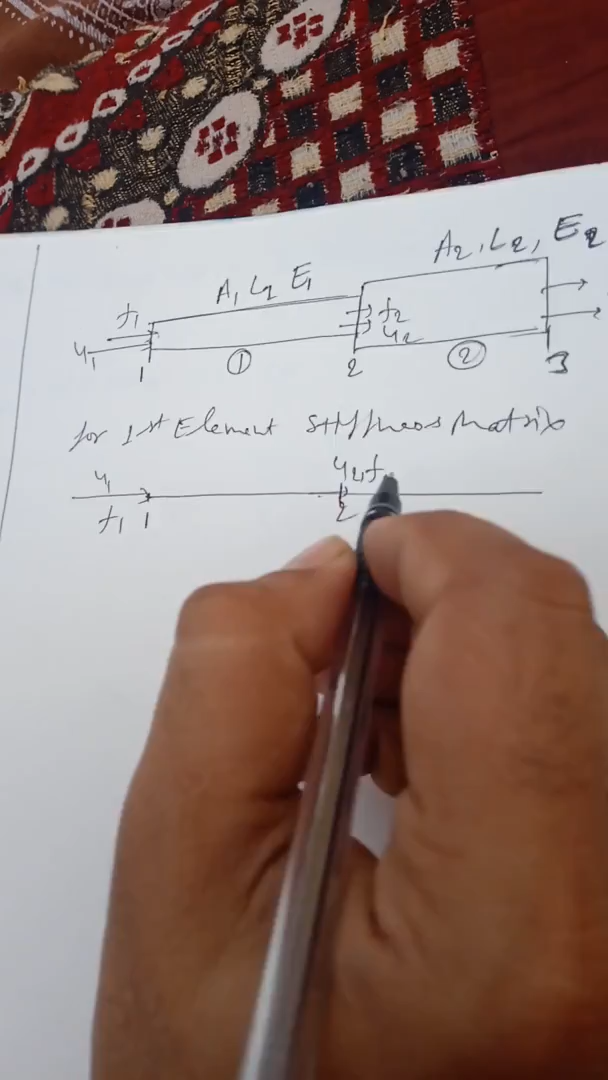 A₂, L₂, E₂
A₁ L₂ E₁
f₁ f₂
u₁ u₂
1 ① 2 ② 3
for 1st Element Stiffness Matrix
u₁ u₂, f
f₁ 1 2